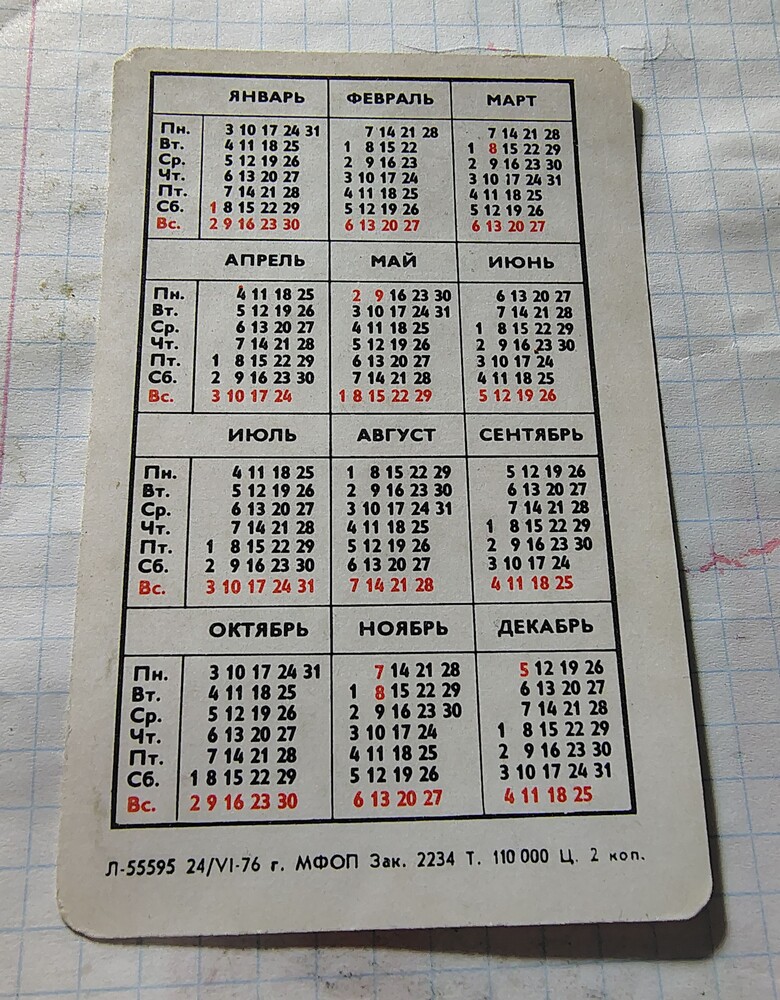 ЯНВАРЬ ФЕВРАЛЬ МАРТ
Пн. 3 10 17 24 31 7 14 21 28 7 14 21 28
Вт. 4 11 18 25 1 8 15 22 1 8 15 22 29
Ср. 5 12 19 26 2 9 16 23 2 9 16 23 30
Чт. 6 13 20 27 3 10 17 24 3 10 17 24 31
Пт. 7 14 21 28 4 11 18 25 4 11 18 25
Сб. 1 8 15 22 29 5 12 19 26 5 12 19 26
Вс. 2 9 16 23 30 6 13 20 27 6 13 20 27
АПРЕЛЬ МАЙ ИЮНЬ
Пн. 4 11 18 25 2 9 16 23 30 6 13 20 27
Вт. 5 12 19 26 3 10 17 24 31 7 14 21 28
Ср. 6 13 20 27 4 11 18 25 1 8 15 22 29
Чт. 7 14 21 28 5 12 19 26 2 9 16 23 30
Пт. 1 8 15 22 29 6 13 20 27 3 10 17 24
Сб. 2 9 16 23 30 7 14 21 28 4 11 18 25
Вс. 3 10 17 24 1 8 15 22 29 5 12 19 26
ИЮЛЬ АВГУСТ СЕНТЯБРЬ
Пн. 4 11 18 25 1 8 15 22 29 5 12 19 26
Вт. 5 12 19 26 2 9 16 23 30 6 13 20 27
Ср. 6 13 20 27 3 10 17 24 31 7 14 21 28
Чт. 7 14 21 28 4 11 18 25 1 8 15 22 29
Пт. 1 8 15 22 29 5 12 19 26 2 9 16 23 30
Сб. 2 9 16 23 30 6 13 20 27 3 10 17 24
Вс. 3 10 17 24 31 7 14 21 28 4 11 18 25
ОКТЯБРЬ НОЯБРЬ ДЕКАБРЬ
Пн. 3 10 17 24 31 7 14 21 28 5 12 19 26
Вт. 4 11 18 25 1 8 15 22 29 6 13 20 27
Ср. 5 12 19 26 2 9 16 23 30 7 14 21 28
Чт. 6 13 20 27 3 10 17 24 1 8 15 22 29
Пт. 7 14 21 28 4 11 18 25 2 9 16 23 30
Сб. 1 8 15 22 29 5 12 19 26 3 10 17 24 31
Вс. 2 9 16 23 30 6 13 20 27 4 11 18 25
Л-55595 24/VI-76 г. МФОП Зак. 2234 Т. 110 000 Ц. 2 коп.